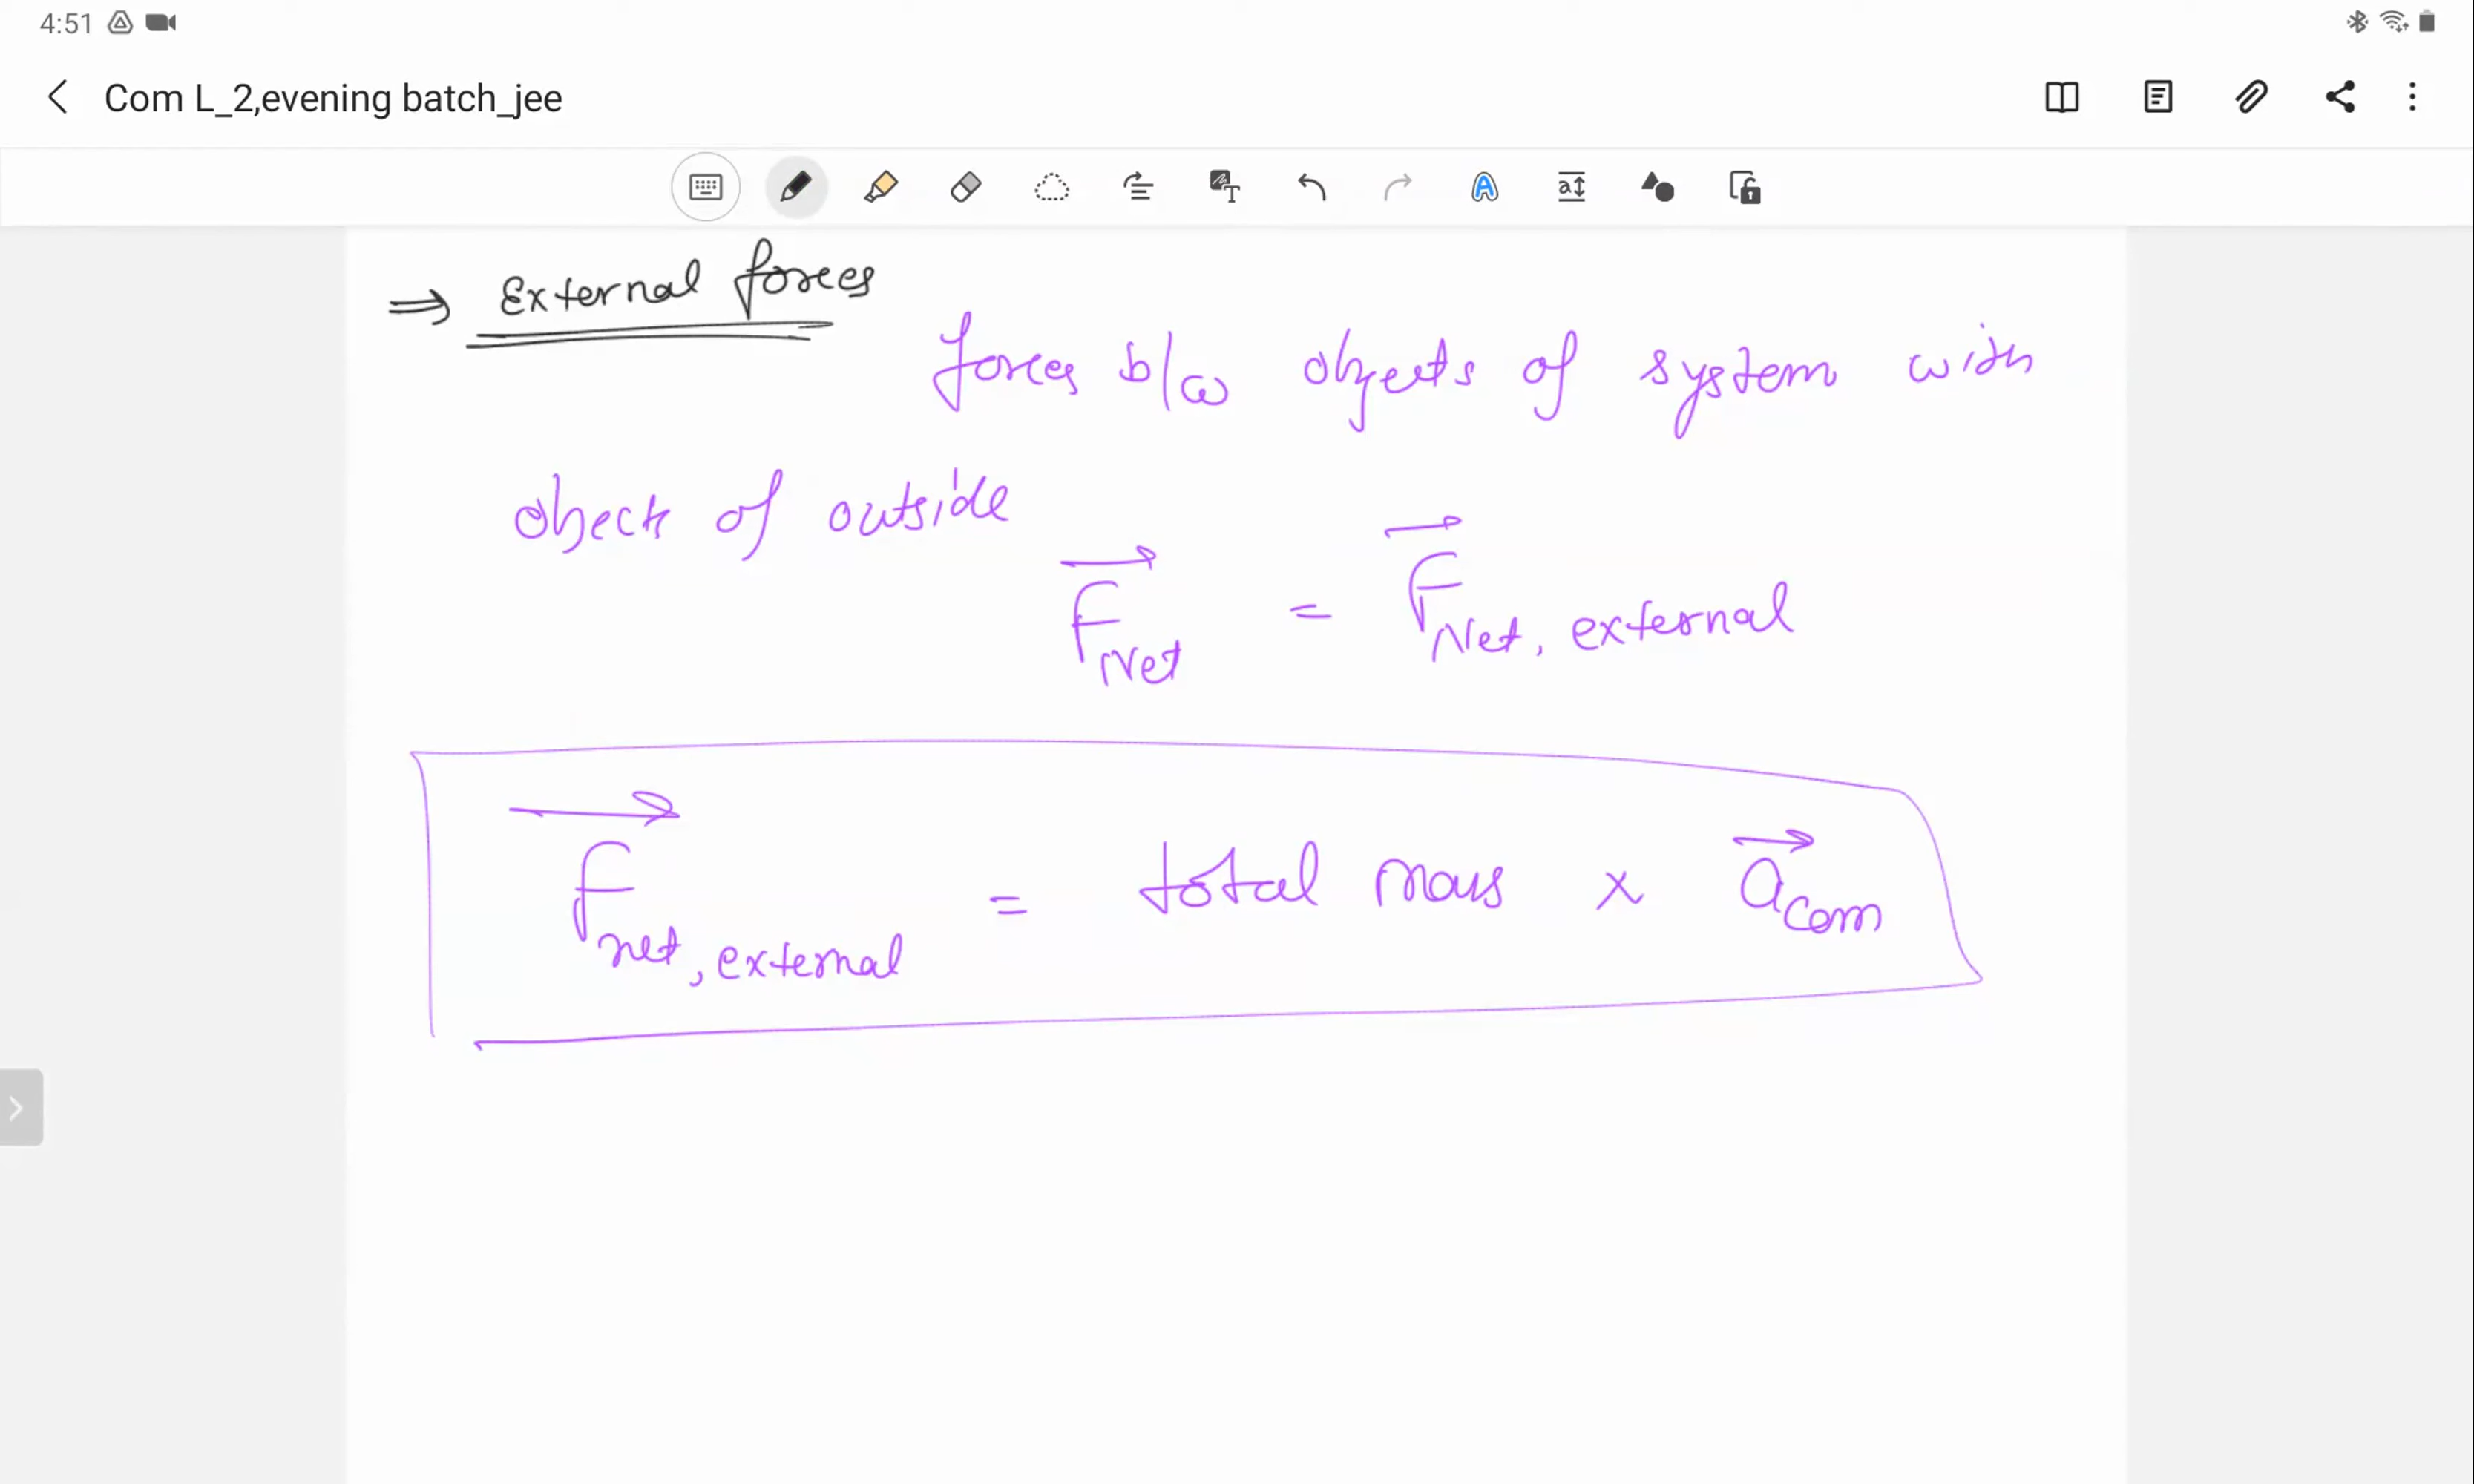 4:51
Com L_2,evening batch_jee
⇒ External forces
forces b/w objects of system with
object of outside
F⃗Net = F⃗Net, external
F⃗net, external = total mass × a⃗com